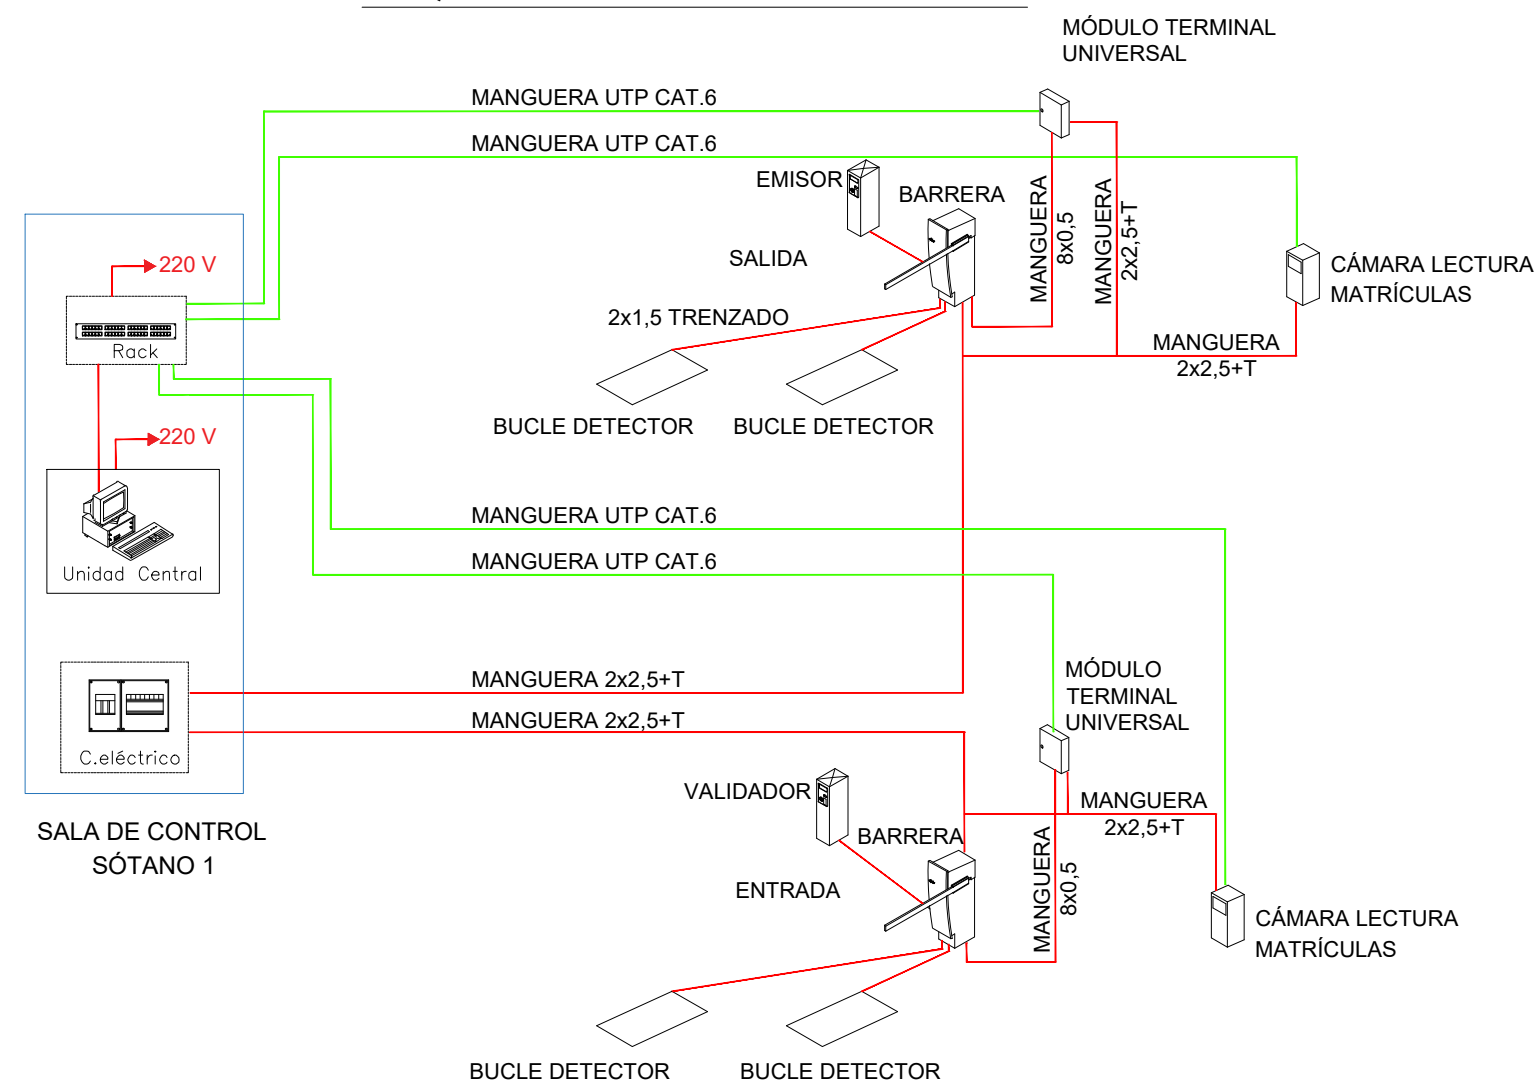 MÓDULO TERMINAL
UNIVERSAL
MANGUERA UTP CAT.6
MANGUERA UTP CAT.6
EMISOR
BARRERA
MANGUERA
8x0,5
MANGUERA
2x2,5+T
SALIDA
220 V
CÁMARA LECTURA
MATRÍCULAS
2x1,5 TRENZADO
Rack
MANGUERA
2x2,5+T
BUCLE DETECTOR
BUCLE DETECTOR
220 V
MANGUERA UTP CAT.6
MANGUERA UTP CAT.6
Unidad Central
MANGUERA 2x2,5+T
MANGUERA 2x2,5+T
MÓDULO
TERMINAL
UNIVERSAL
C.eléctrico
VALIDADOR
MANGUERA
2x2,5+T
SALA DE CONTROL
SÓTANO 1
BARRERA
MANGUERA
8x0,5
ENTRADA
CÁMARA LECTURA
MATRÍCULAS
BUCLE DETECTOR
BUCLE DETECTOR